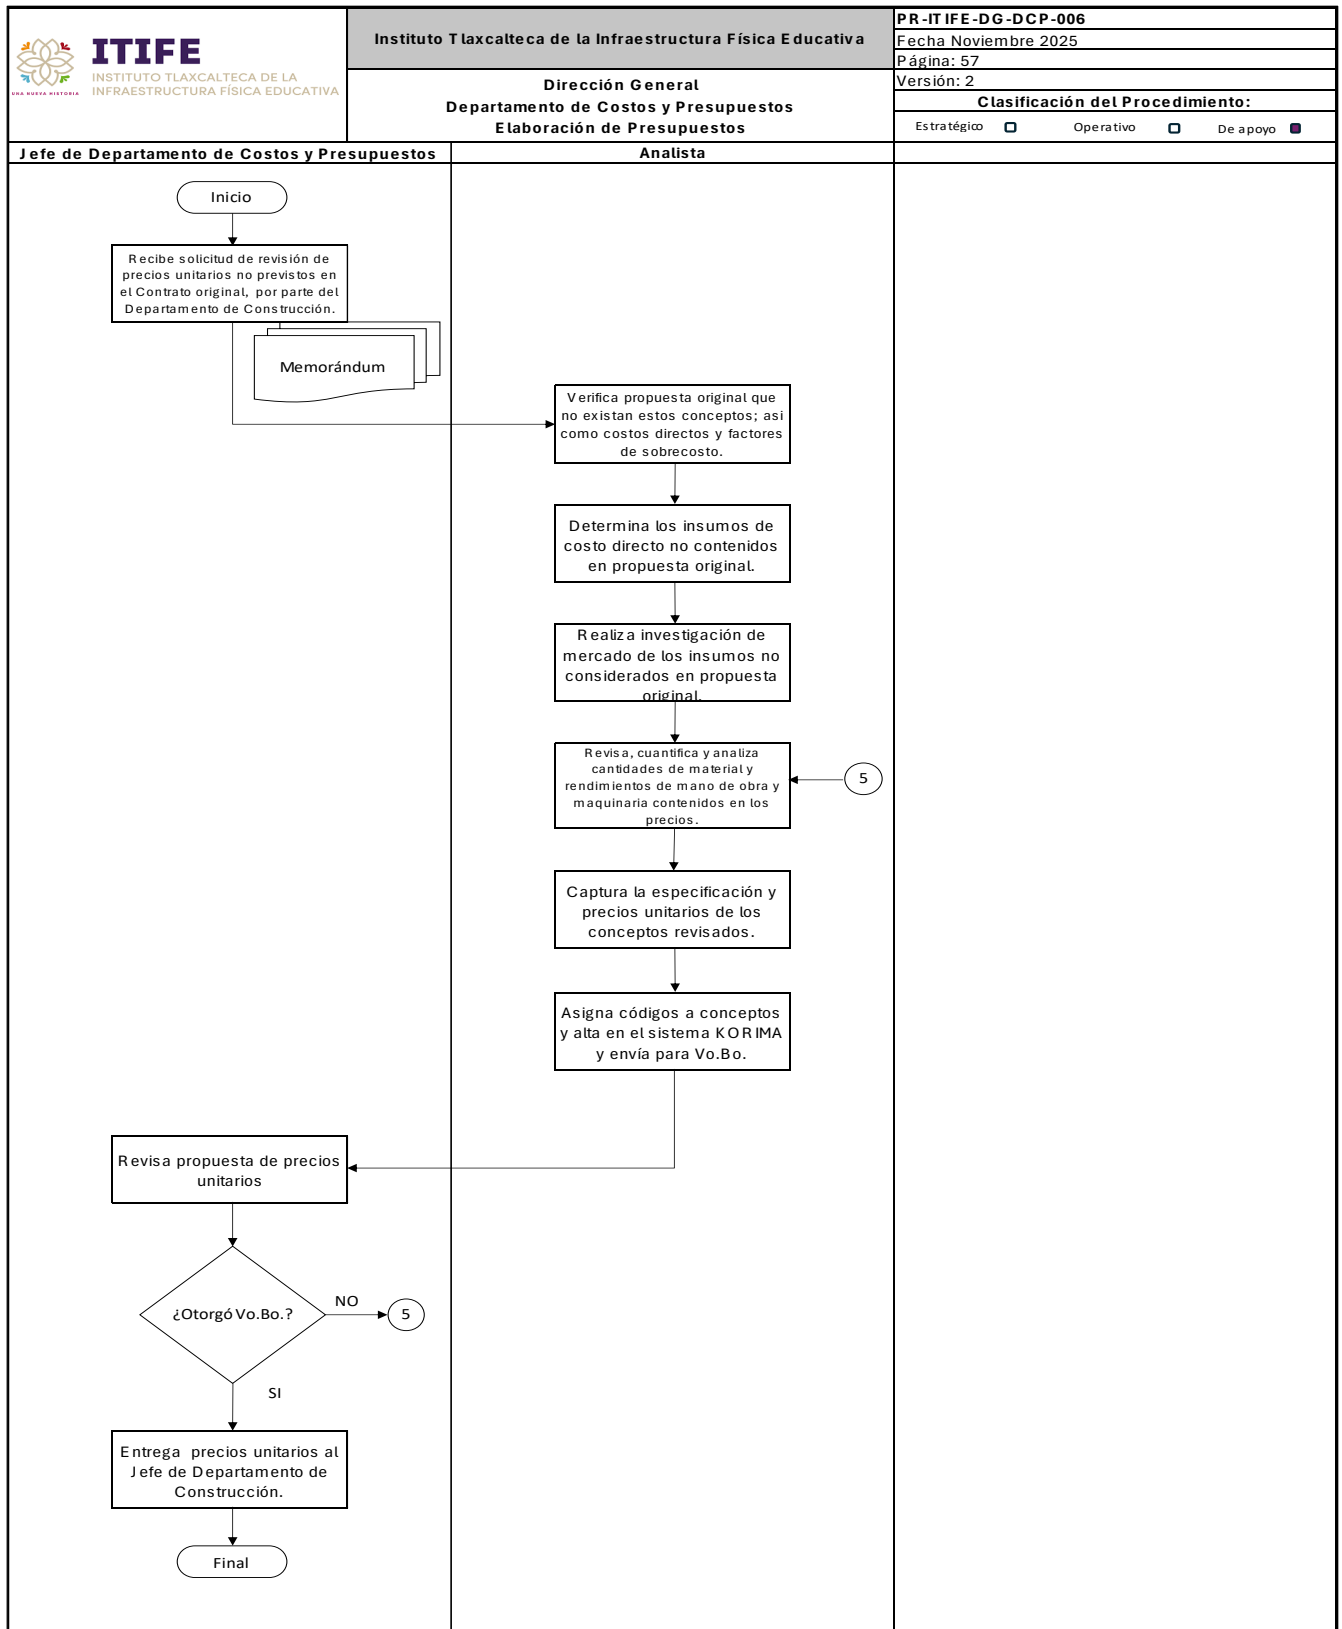 ITIFE
INSTITUTO TLAXCALTECA DE LA
INFRAESTRUCTURA FÍSICA EDUCATIVA
UNA NUEVA HISTORIA
Instituto Tlaxcalteca de la Infraestructura Física Educativa
Dirección General
Departamento de Costos y Presupuestos
Elaboración de Presupuestos
PR-ITIFE-DG-DCP-006
Fecha Noviembre 2025
Página: 57
Versión: 2
Clasificación del Procedimiento:
Estratégico Operativo De apoyo
Jefe de Departamento de Costos y Presupuestos
Analista
Inicio
Recibe solicitud de revisión de
precios unitarios no previstos en
el Contrato original, por parte del
Departamento de Construcción.
Memorándum
Verifica propuesta original que
no existan estos conceptos; asi
como costos directos y factores
de sobrecosto.
Determina los insumos de
costo directo no contenidos
en propuesta original.
Realiza investigación de
mercado de los insumos no
considerados en propuesta
original.
Revisa, cuantifica y analiza
cantidades de material y
rendimientos de mano de obra y
maquinaria contenidos en los
precios.
5
Captura la especificación y
precios unitarios de los
conceptos revisados.
Asigna códigos a conceptos
y alta en el sistema KORIMA
y envía para Vo.Bo.
Revisa propuesta de precios
unitarios
¿Otorgó Vo.Bo.?
NO
5
SI
Entrega precios unitarios al
Jefe de Departamento de
Construcción.
Final